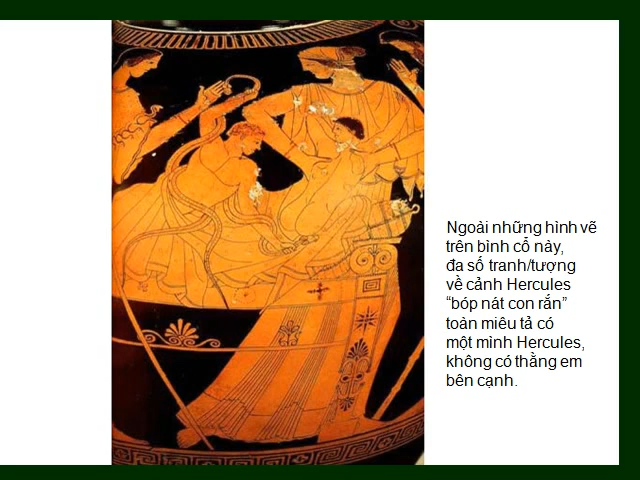 Ngoài những hình vẽ
trên bình cổ này,
đa số tranh/tượng
về cảnh Hercules
“bóp nát con rắn”
toàn miêu tả có
một mình Hercules,
không có thằng em
bên cạnh.